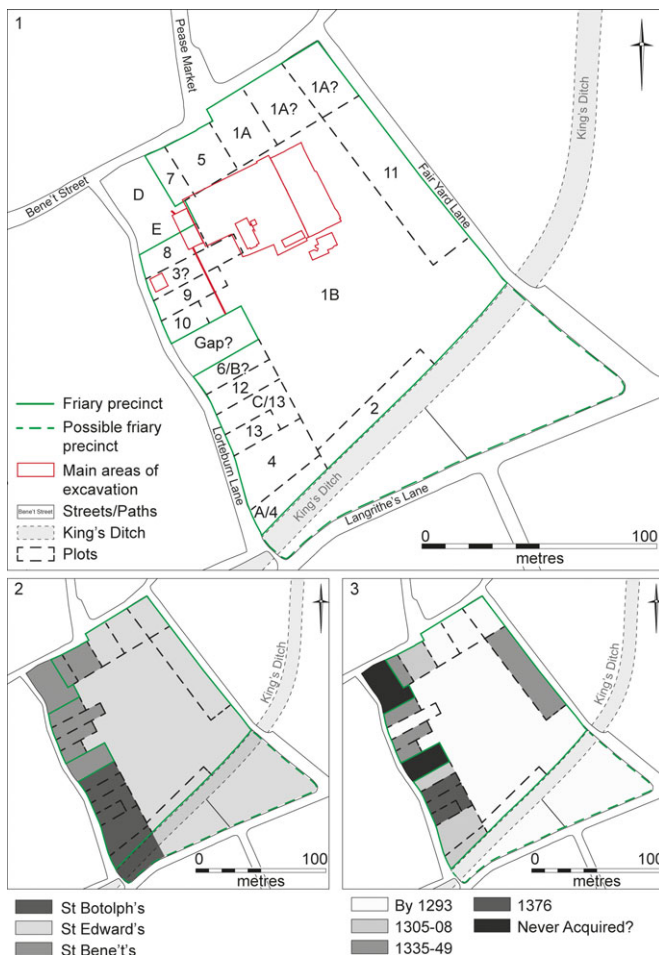 1
Pease Market
Bene't Street
Fair Yard Lane
King's Ditch
1A?
1A?
1A
5
7
D
E
11
8
3?
9
10
1B
Gap?
6/B?
12
C/13
13
2
4
A/4
Lorteburn Lane
King's Ditch
Langrithe's Lane
Friary precinct
Possible friary
precinct
Main areas of
excavation
Bene't Street
Streets/Paths
King's Ditch
Plots
0
100
metres
2
King's Ditch
0
100
metres
St Botolph's
St Edward's
St Bene't's
3
King's Ditch
0
100
metres
By 1293
1305-08
1335-49
1376
Never Acquired?